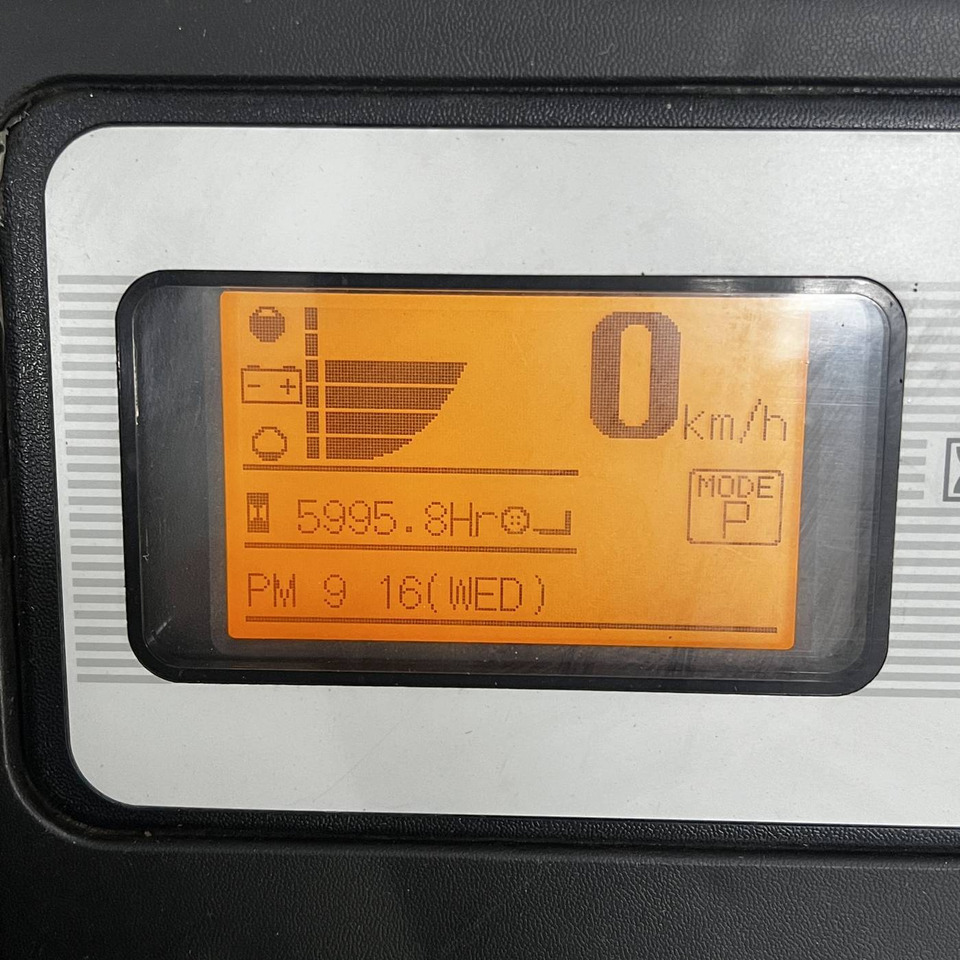 0 km/h
- +
MODE
P
5995.8Hr
PM 9 16(WED)